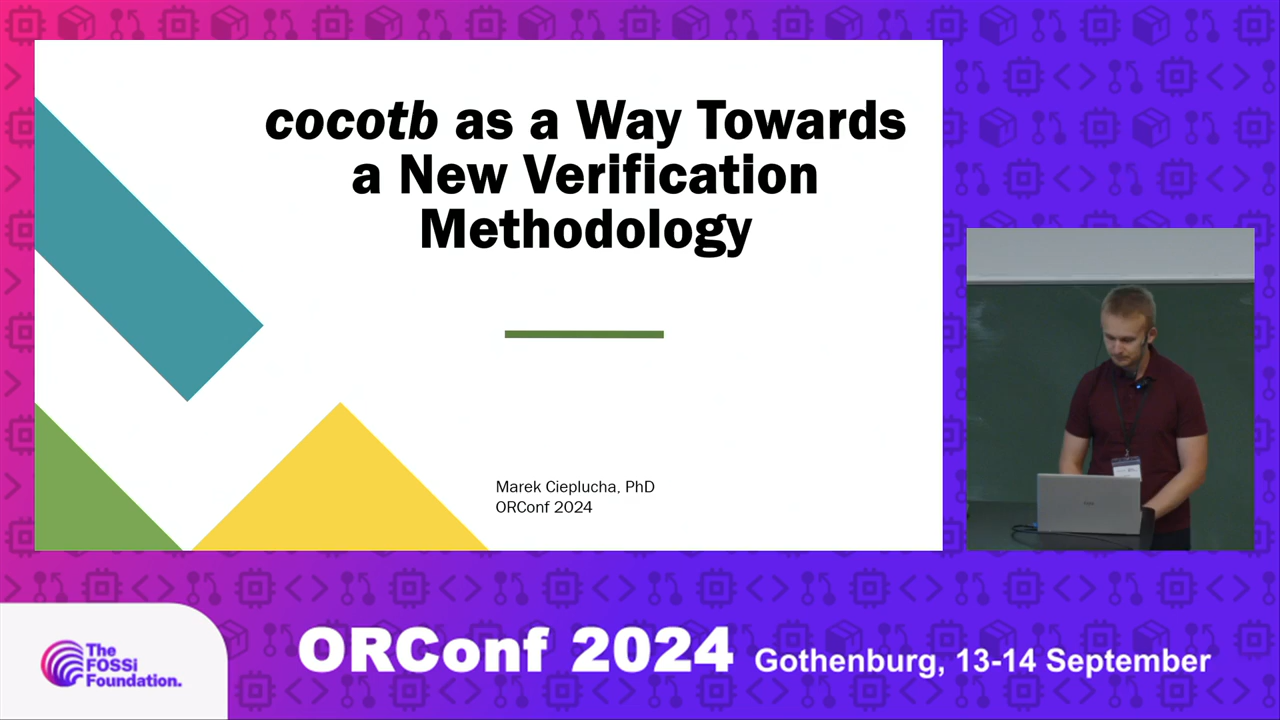 cocotb as a Way Towards
a New Verification
Methodology
Marek Cieplucha, PhD
ORConf 2024
The
FOSSi
Foundation.
ORConf 2024 Gothenburg, 13-14 September